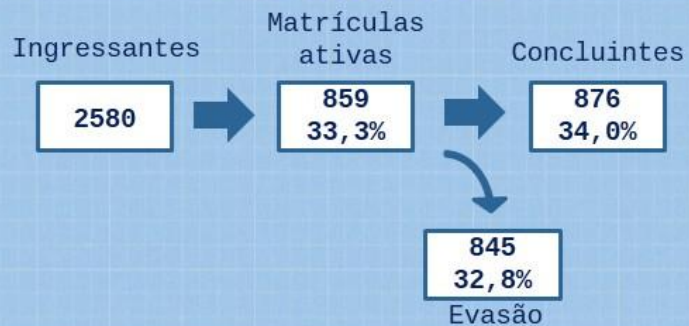 Ingressantes
2580
Matrículas
ativas
859
33,3%
Concluintes
876
34,0%
845
32,8%
Evasão